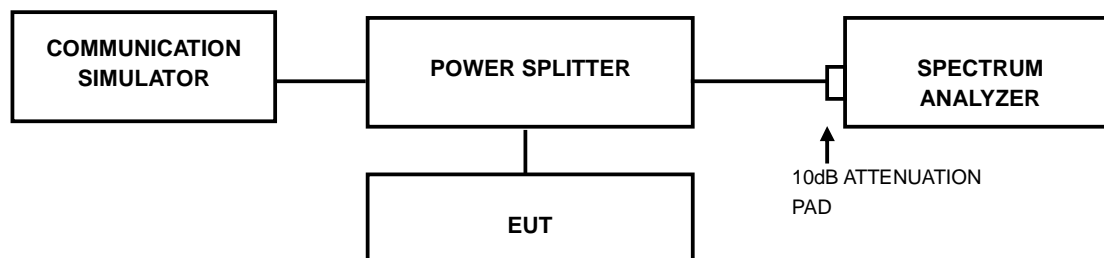 COMMUNICATION
SIMULATOR
POWER SPLITTER
SPECTRUM
ANALYZER
10dB ATTENUATION
PAD
EUT